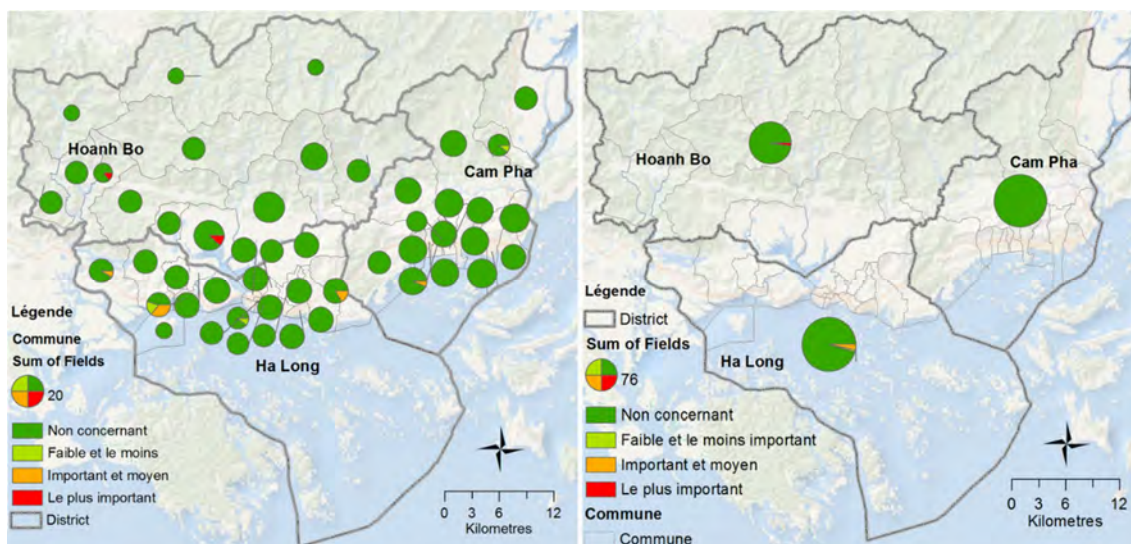 Hoanh Bo
Cam Pha
Ha Long
Légende
Commune
Sum of Fields
20
Non concernant
Faible et le moins
Important et moyen
Le plus important
District
0 3 6 12
Kilometres
Hoanh Bo
Cam Pha
Ha Long
Légende
District
Sum of Fields
76
Non concernant
Faible et le moins important
Important et moyen
Le plus important
Commune
Commune
0 3 6 12
Kilometres